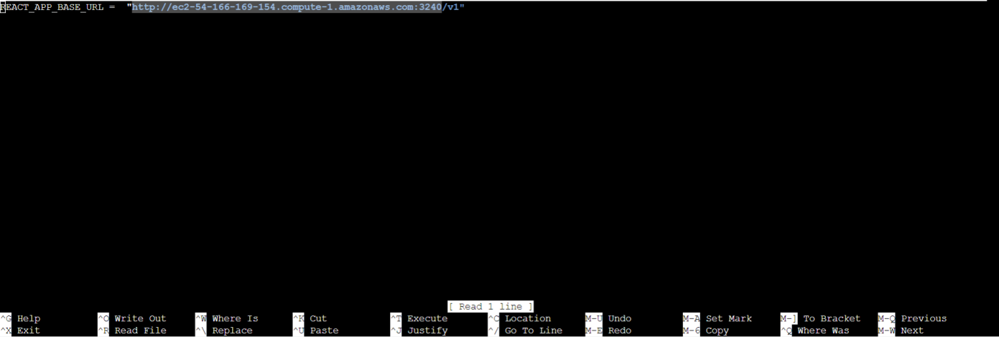 REACT_APP_BASE_URL =  "http://ec2-54-166-169-154.compute-1.amazonaws.com:3240/v1"
[ Read 1 line ]
^G Help ^O Write Out ^W Where Is ^K Cut ^T Execute ^C Location M-U Undo M-A Set Mark M-] To Bracket M-Q Previous
^X Exit ^R Read File ^\ Replace ^U Paste ^J Justify ^/ Go To Line M-E Redo M-6 Copy ^Q Where Was M-W Next